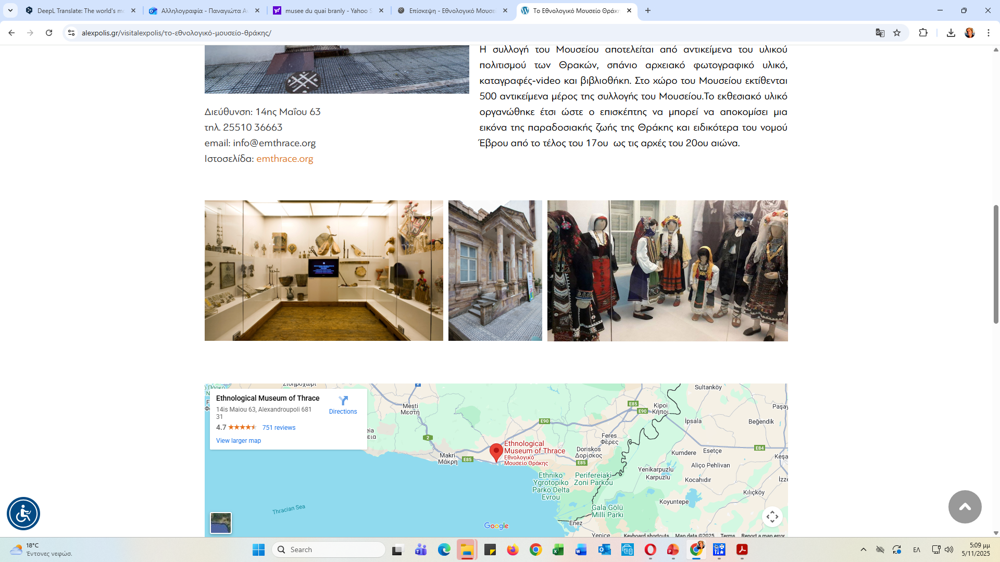 DeepL Translate: The world's mo
Αλληλογραφία - Παναγιώτα Αν
musee du quai branly - Yahoo S
Επίσκεψη - Εθνολογικό Μουσεί
Το Εθνολογικό Μουσείο Θράκη
alexpolis.gr/visitalexpolis/το-εθνολογικό-μουσείο-θράκης/
Διεύθυνση: 14ης Μαΐου 63
τηλ. 25510 36663
email: info@emthrace.org
Ιστοσελίδα: emthrace.org
Η συλλογή του Μουσείου αποτελείται από αντικείμενα του υλικού
πολιτισμού των Θρακών, σπάνιο αρχειακό φωτογραφικό υλικό,
καταγραφές-video και βιβλιοθήκη. Στο χώρο του Μουσείου εκτίθενται
500 αντικείμενα μέρος της συλλογής του Μουσείου.Το εκθεσιακό υλικό
οργανώθηκε έτσι ώστε ο επισκέπτης να μπορεί να αποκομίσει μια
εικόνα της παραδοσιακής ζωής της Θράκης και ειδικότερα του νομού
Έβρου από το τέλος του 17ου  ως τις αρχές του 20ου αιώνα.
Ethnological Museum of Thrace
14is Maiou 63, Alexandroupoli 681
31
4.7
751 reviews
View larger map
Directions
2
Mesti
Μεστή
E90
E85
Kipoi
Κήποι
E90
Sultanköy
Paşay
İpsala
Beğendik
2
Makri
Μάκρη
E85
Ethnological
Museum of Thrace
Εθνολογικό
Μουσείο Θράκης
Feres
Φέρες
Doriskos
Δορίσκος
E85
E84
Kumdere
Esetçe
Keşa
Aliço Pehlivan
Yenikarpuzlu
Karpuzlu
Kocahıdır
İzze
Kılıçköy
Ethniko
Ygrotopiko
Parko Delta
Evrou
Perifereiaki
Zoni Parkou
Koyuntepe
Gala Gölü
Milli Parkı
Enez
Yenice
Thracian Sea
Google
Keyboard shortcuts
Map data ©2025
Terms
Report a map error
18°C
Έντονες νεφώσ.
Search
ΕΛ
5:09 μμ
5/11/2025